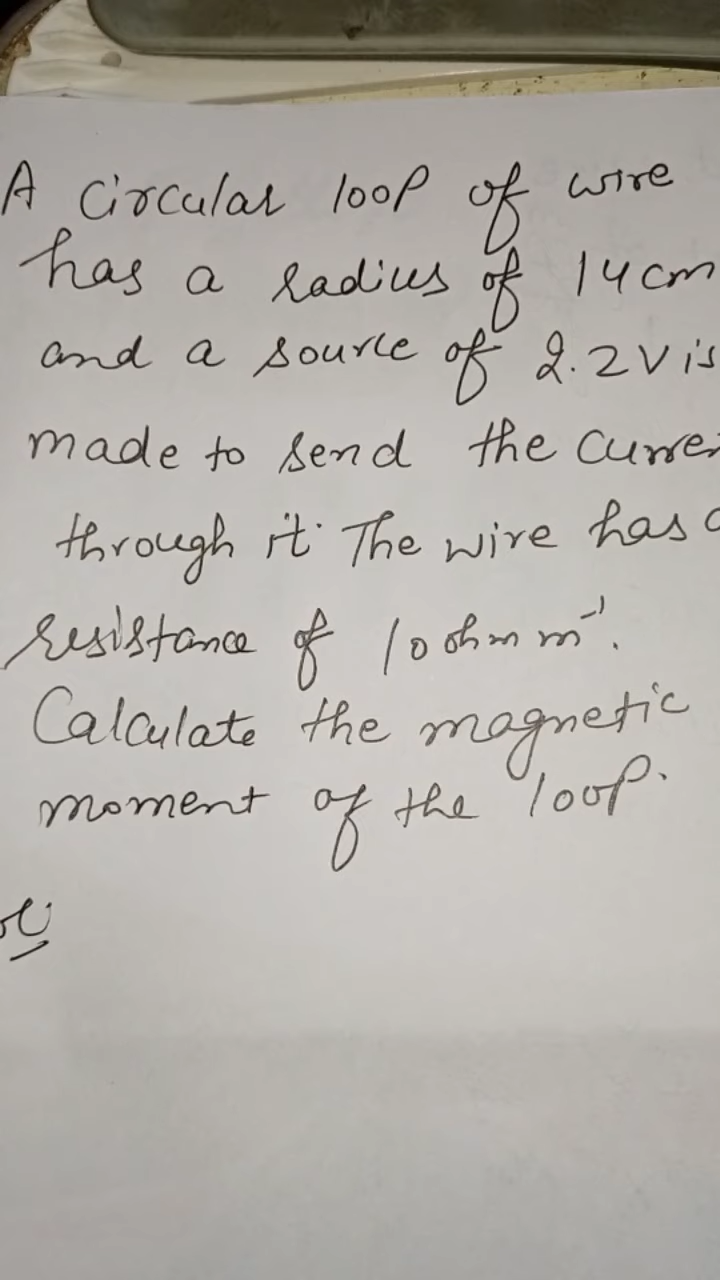 A circular loop of wire
has a radius of 14cm
and a source of 2.2V is
made to send the curren
through it. The wire has a
resistance of 10 ohm m⁻¹.
Calculate the magnetic
moment of the loop.